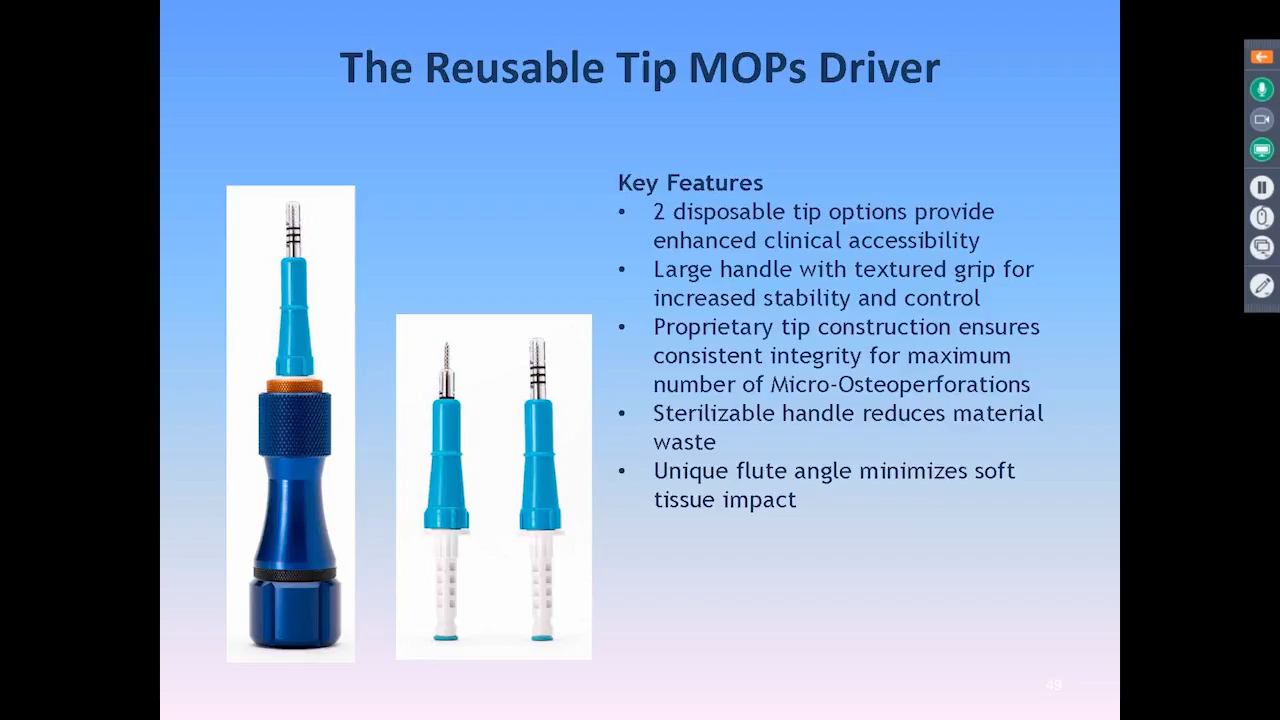 The Reusable Tip MOPs Driver
Key Features
• 2 disposable tip options provide
enhanced clinical accessibility
• Large handle with textured grip for
increased stability and control
• Proprietary tip construction ensures
consistent integrity for maximum
number of Micro-Osteoperforations
• Sterilizable handle reduces material
waste
• Unique flute angle minimizes soft
tissue impact
49